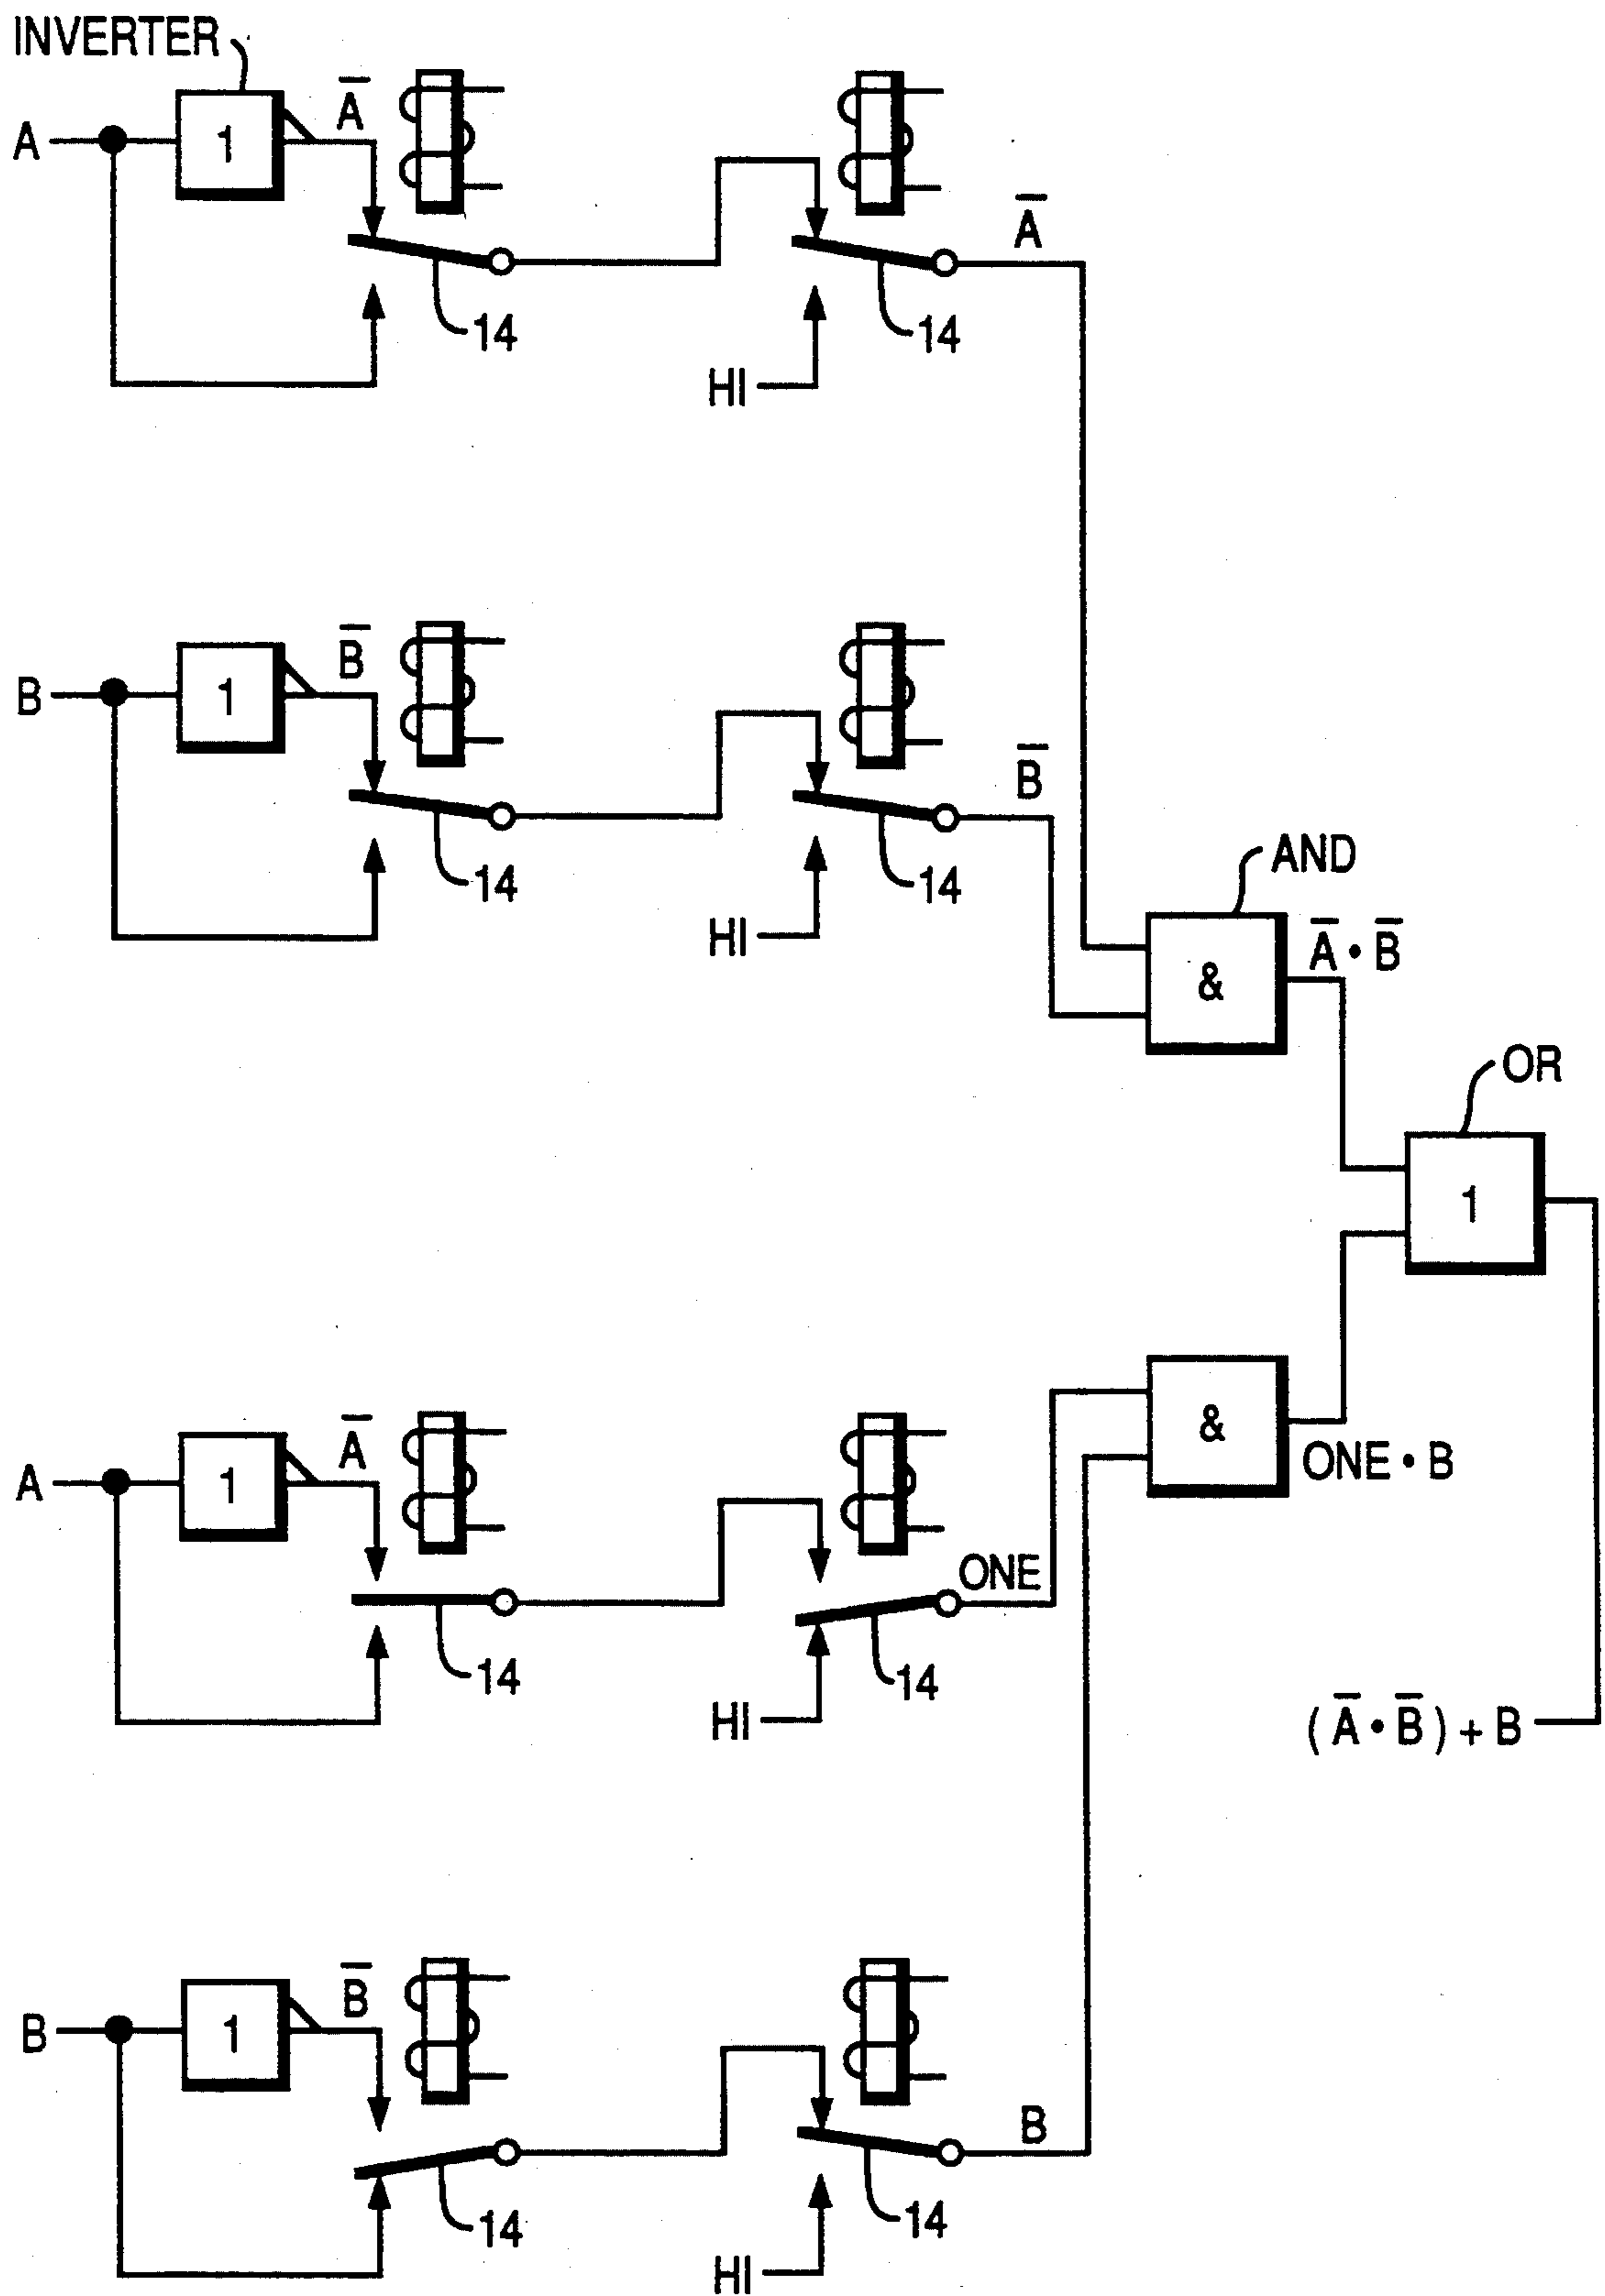 INVERTER
A
1
A̅
14
HI
14
A̅
B
1
B̅
14
HI
14
B̅
AND
&
A̅ · B̅
OR
1
A
1
A̅
14
HI
14
ONE
&
ONE · B
(A̅ · B̅) + B
B
1
B̅
14
HI
14
B